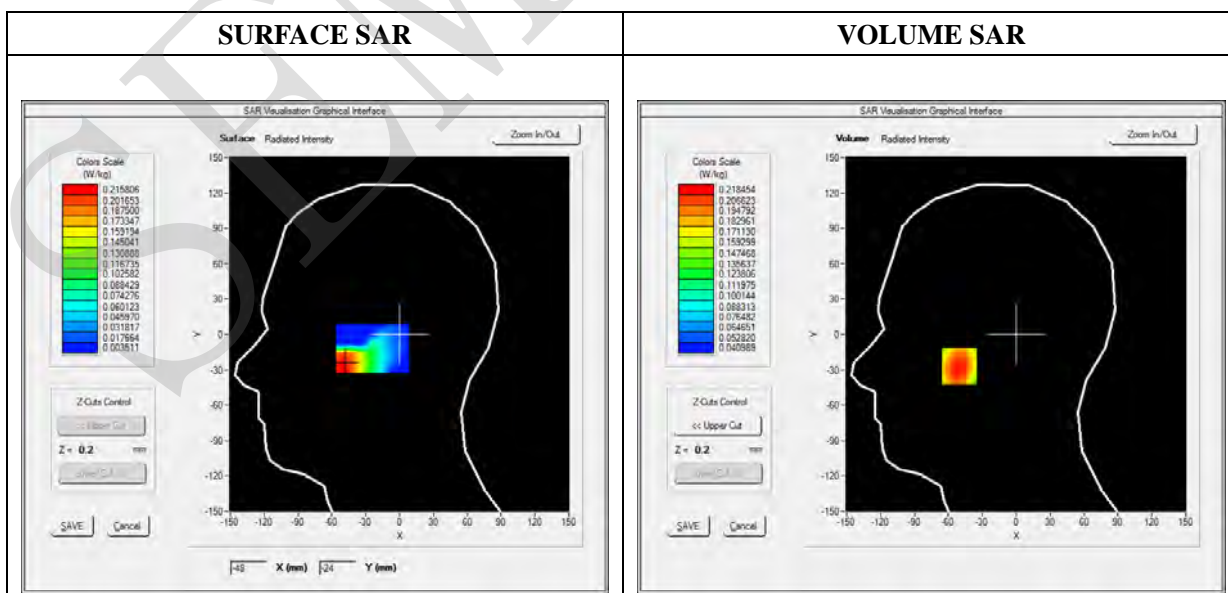 SURFACE SAR
VOLUME SAR
SAR Visualisation Graphical Interface
Surface Radiated Intensity
Zoom In/Out
Colors Scale
(W/kg)
0.215806
0.201653
0.187500
0.173347
0.159194
0.145041
0.130888
0.116735
0.102582
0.088429
0.074276
0.060123
0.045970
0.031817
0.017664
0.003511
150
120
90
60
30
0
-30
-60
-90
-120
-150
Y
-150 -120 -90 -60 -30 0 30 60 90 120 150
X
Z-Cuts Control
<< Upper Cut
Z = 0.2 mm
SAVE Cancel
-48 X (mm) -24 Y (mm)
SAR Visualisation Graphical Interface
Volume Radiated Intensity
Zoom In/Out
Colors Scale
(W/kg)
0.218454
0.206623
0.194792
0.182961
0.171130
0.159299
0.147468
0.135637
0.123806
0.111975
0.100144
0.088313
0.076482
0.064651
0.052820
0.040989
150
120
90
60
30
0
-30
-60
-90
-120
-150
Y
-150 -120 -90 -60 -30 0 30 60 90 120 150
X
Z-Cuts Control
<< Upper Cut
Z = 0.2 mm
SAVE Cancel